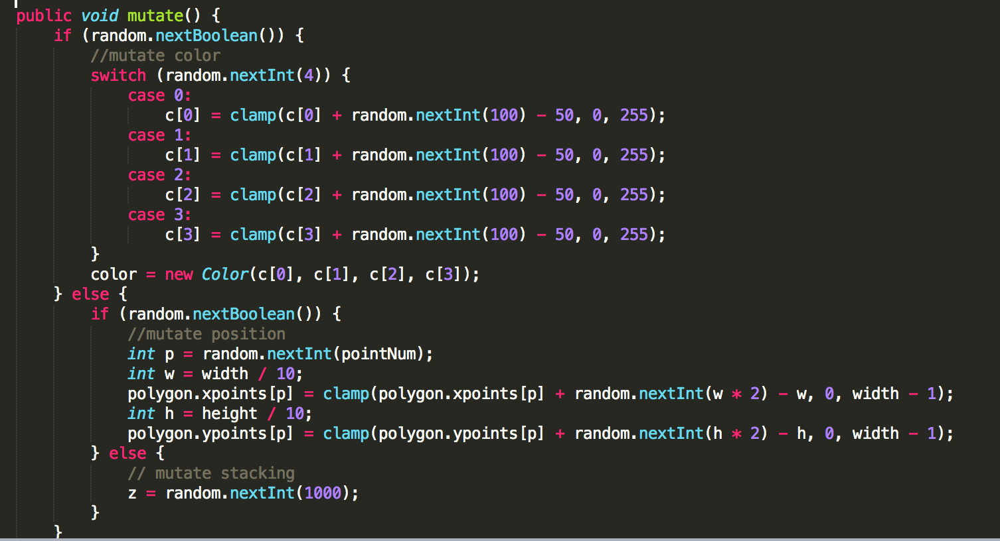 public void mutate() {
    if (random.nextBoolean()) {
        //mutate color
        switch (random.nextInt(4)) {
            case 0:
                c[0] = clamp(c[0] + random.nextInt(100) - 50, 0, 255);
            case 1:
                c[1] = clamp(c[1] + random.nextInt(100) - 50, 0, 255);
            case 2:
                c[2] = clamp(c[2] + random.nextInt(100) - 50, 0, 255);
            case 3:
                c[3] = clamp(c[3] + random.nextInt(100) - 50, 0, 255);
        }
        color = new Color(c[0], c[1], c[2], c[3]);
    } else {
        if (random.nextBoolean()) {
            //mutate position
            int p = random.nextInt(pointNum);
            int w = width / 10;
            polygon.xpoints[p] = clamp(polygon.xpoints[p] + random.nextInt(w * 2) - w, 0, width - 1);
            int h = height / 10;
            polygon.ypoints[p] = clamp(polygon.ypoints[p] + random.nextInt(h * 2) - h, 0, width - 1);
        } else {
            // mutate stacking
            z = random.nextInt(1000);
        }
    }